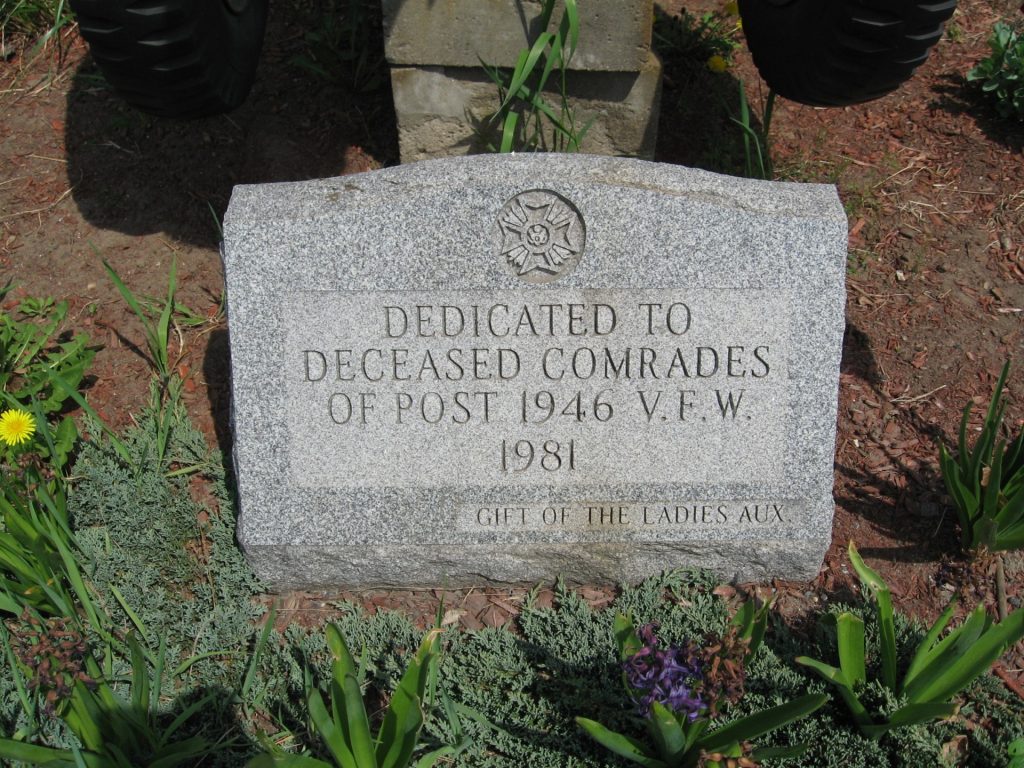 DEDICATED TO
DECEASED COMRADES
OF POST 1946 V.F.W.
1981
GIFT OF THE LADIES AUX.